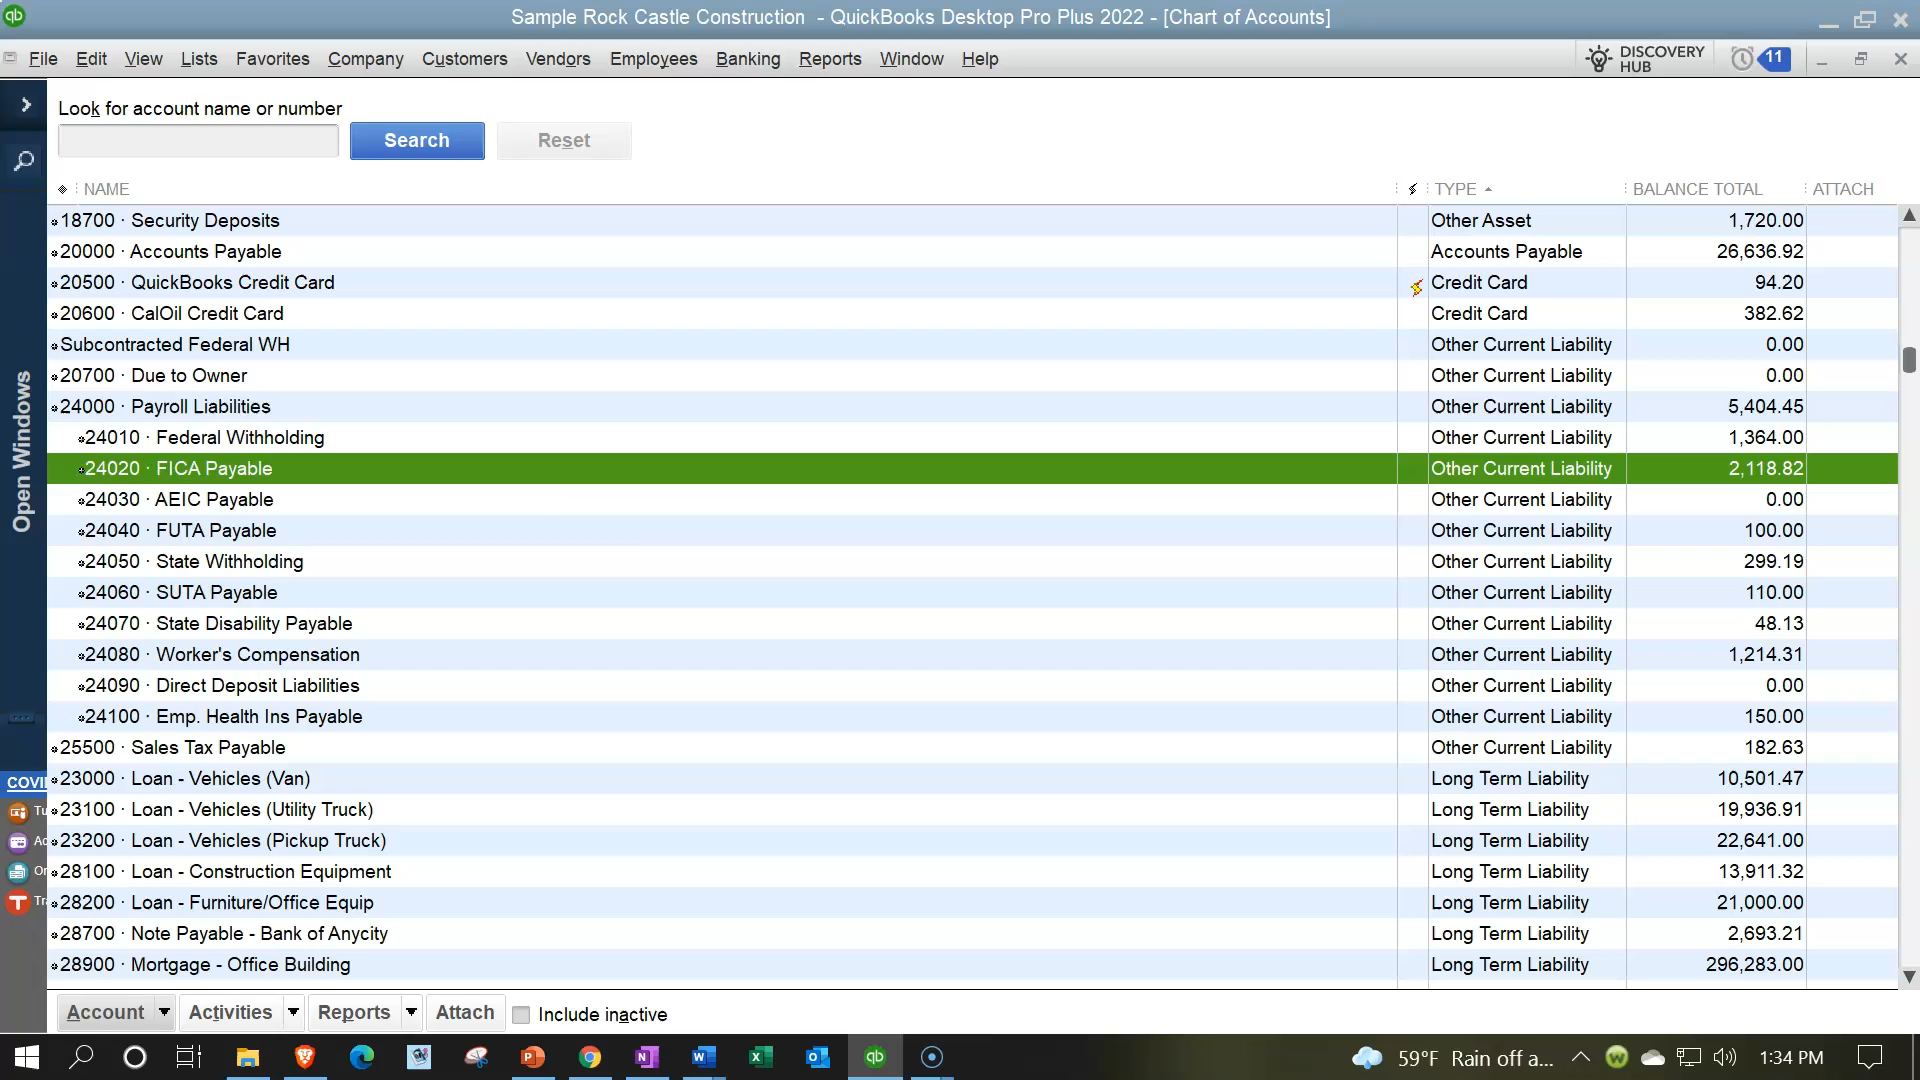 qb
Sample Rock Castle Construction - QuickBooks Desktop Pro Plus 2022 - [Chart of Accounts]
File Edit View Lists Favorites Company Customers Vendors Employees Banking Reports Window Help
DISCOVERY
HUB
11
Look for account name or number
Search Reset
NAME TYPE BALANCE TOTAL ATTACH
18700 · Security Deposits Other Asset 1,720.00
20000 · Accounts Payable Accounts Payable 26,636.92
20500 · QuickBooks Credit Card Credit Card 94.20
20600 · CalOil Credit Card Credit Card 382.62
Subcontracted Federal WH Other Current Liability 0.00
20700 · Due to Owner Other Current Liability 0.00
24000 · Payroll Liabilities Other Current Liability 5,404.45
24010 · Federal Withholding Other Current Liability 1,364.00
24020 · FICA Payable Other Current Liability 2,118.82
24030 · AEIC Payable Other Current Liability 0.00
24040 · FUTA Payable Other Current Liability 100.00
24050 · State Withholding Other Current Liability 299.19
24060 · SUTA Payable Other Current Liability 110.00
24070 · State Disability Payable Other Current Liability 48.13
24080 · Worker's Compensation Other Current Liability 1,214.31
24090 · Direct Deposit Liabilities Other Current Liability 0.00
24100 · Emp. Health Ins Payable Other Current Liability 150.00
25500 · Sales Tax Payable Other Current Liability 182.63
23000 · Loan - Vehicles (Van) Long Term Liability 10,501.47
23100 · Loan - Vehicles (Utility Truck) Long Term Liability 19,936.91
23200 · Loan - Vehicles (Pickup Truck) Long Term Liability 22,641.00
28100 · Loan - Construction Equipment Long Term Liability 13,911.32
28200 · Loan - Furniture/Office Equip Long Term Liability 21,000.00
28700 · Note Payable - Bank of Anycity Long Term Liability 2,693.21
28900 · Mortgage - Office Building Long Term Liability 296,283.00
Open Windows
COVI
Tu
Ac
Or
Tra
Account Activities Reports Attach Include inactive
59°F Rain off a... 1:34 PM